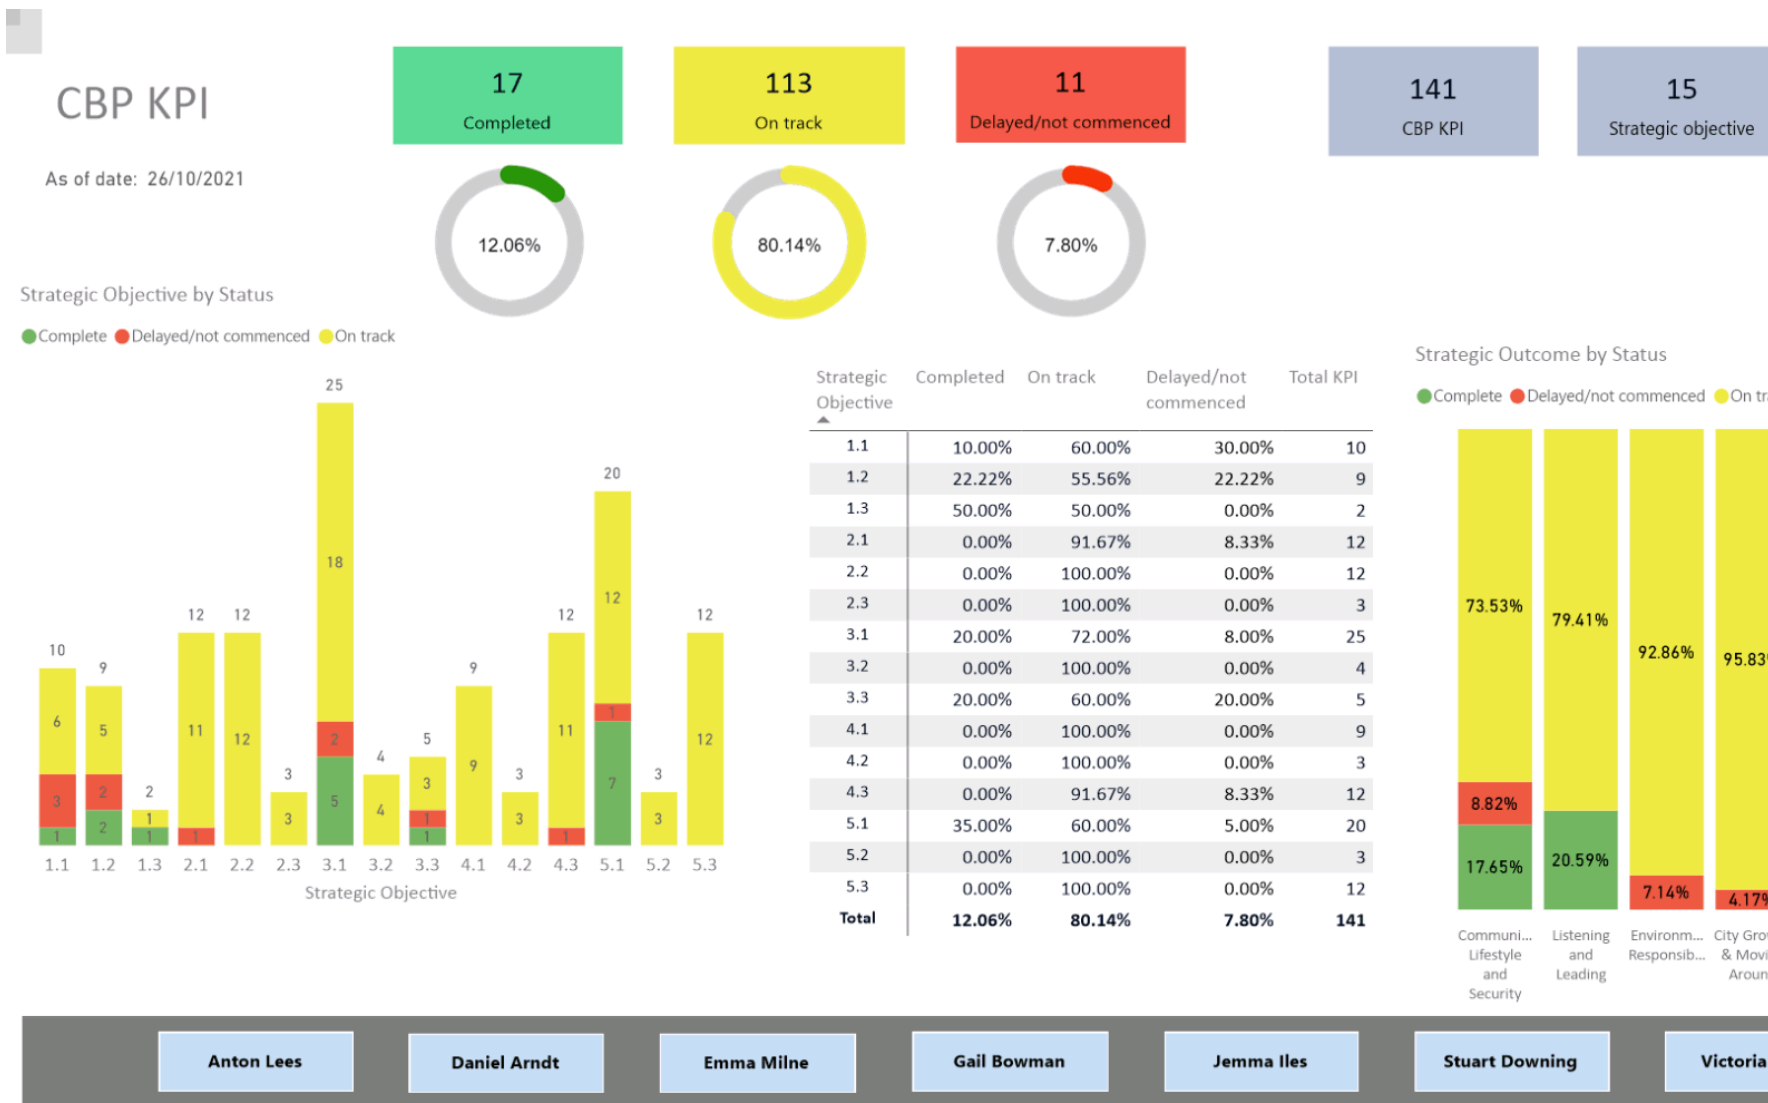 CBP KPI
As of date: 26/10/2021
17
Completed
113
On track
11
Delayed/not commenced
141
CBP KPI
15
Strategic objective
12.06%
80.14%
7.80%
Strategic Objective by Status
Complete Delayed/not commenced On track
25
18
2
5
20
12
1
7
12
11
1
12
12
12
11
1
12
12
10
6
3
1
9
5
2
2
9
9
5
3
1
1
4
4
3
3
3
3
3
3
2
1
1
1.1 1.2 1.3 2.1 2.2 2.3 3.1 3.2 3.3 4.1 4.2 4.3 5.1 5.2 5.3
Strategic Objective
Strategic Objective Completed On track Delayed/not commenced Total KPI
1.1 10.00% 60.00% 30.00% 10
1.2 22.22% 55.56% 22.22% 9
1.3 50.00% 50.00% 0.00% 2
2.1 0.00% 91.67% 8.33% 12
2.2 0.00% 100.00% 0.00% 12
2.3 0.00% 100.00% 0.00% 3
3.1 20.00% 72.00% 8.00% 25
3.2 0.00% 100.00% 0.00% 4
3.3 20.00% 60.00% 20.00% 5
4.1 0.00% 100.00% 0.00% 9
4.2 0.00% 100.00% 0.00% 3
4.3 0.00% 91.67% 8.33% 12
5.1 35.00% 60.00% 5.00% 20
5.2 0.00% 100.00% 0.00% 3
5.3 0.00% 100.00% 0.00% 12
Total 12.06% 80.14% 7.80% 141
Strategic Outcome by Status
Complete Delayed/not commenced On
73.53%
8.82%
17.65%
79.41%
20.59%
92.86%
7.14%
95.83
4.17%
Communi...
Lifestyle
and
Security
Listening
and
Leading
Environm...
Responsib...
City
&
Anton Lees
Daniel Arndt
Emma Milne
Gail Bowman
Jemma Iles
Stuart Downing
Victoria